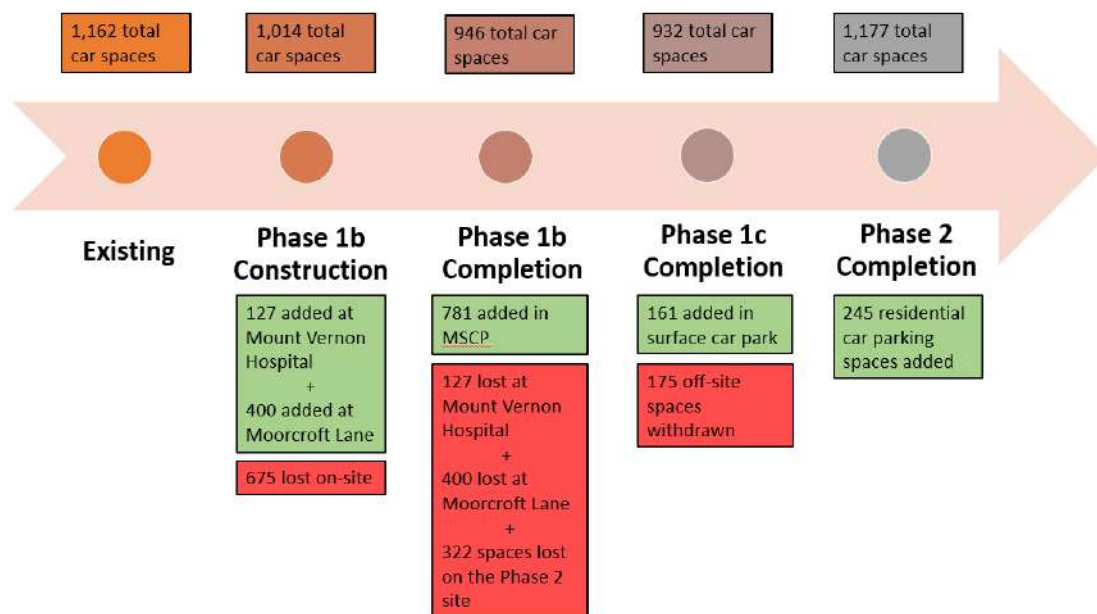 1,162 total
car spaces
1,014 total
car spaces
946 total car
spaces
932 total car
spaces
1,177 total
car spaces
Existing
Phase 1b
Construction
Phase 1b
Completion
Phase 1c
Completion
Phase 2
Completion
127 added at
Mount Vernon
Hospital
+
400 added at
Moorcroft Lane
675 lost on-site
781 added in
MSCP
127 lost at
Mount Vernon
Hospital
+
400 lost at
Moorcroft Lane
+
322 spaces lost
on the Phase 2
site
161 added in
surface car park
175 off-site
spaces
withdrawn
245 residential
car parking
spaces added